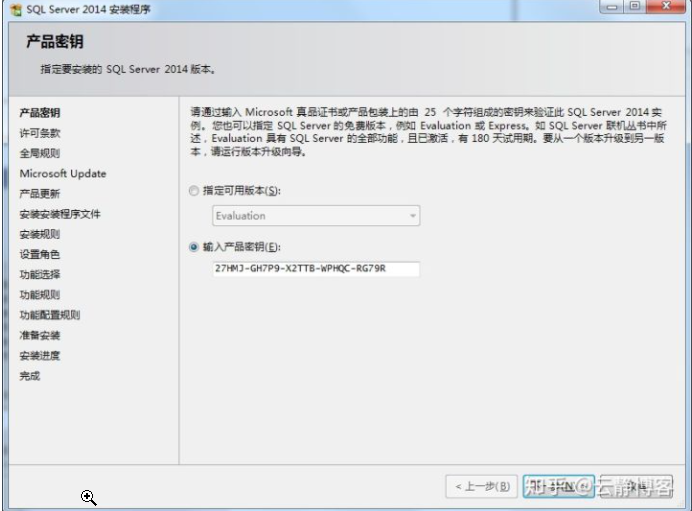 SQL Server 2014 安装程序
产品密钥
指定要安装的 SQL Server 2014 版本。
产品密钥
许可条款
全局规则
Microsoft Update
产品更新
安装安装程序文件
安装规则
设置角色
功能选择
功能规则
功能配置规则
准备安装
安装进度
完成
请通过输入 Microsoft 真品证书或产品包装上的由 25 个字符组成的密钥来验证此 SQL Server 2014 实
例。您也可以指定 SQL Server 的免费版本，例如 Evaluation 或 Express。如 SQL Server 联机丛书中所
述，Evaluation 具有 SQL Server 的全部功能，且已激活，有 180 天试用期。要从一个版本升级到另一版
本，请运行版本升级向导。
指定可用版本(S):
Evaluation
输入产品密钥(E):
27HMJ-GH7P9-X2TTB-WPHQC-RG79R
< 上一步(B)
知乎 @云静博客